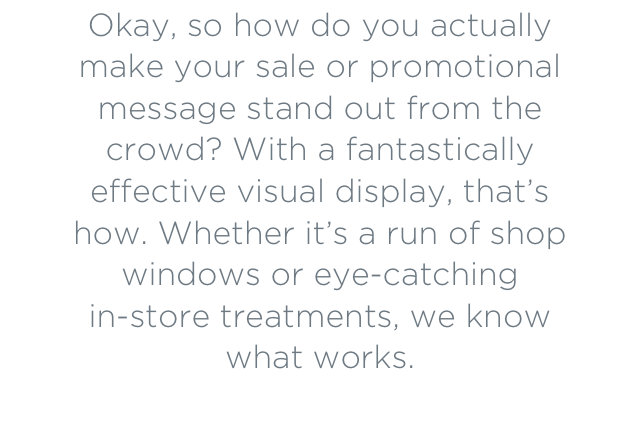 Okay, so how do you actually
make your sale or promotional
message stand out from the
crowd? With a fantastically
effective visual display, that’s
how. Whether it’s a run of shop
windows or eye-catching
in-store treatments, we know
what works.